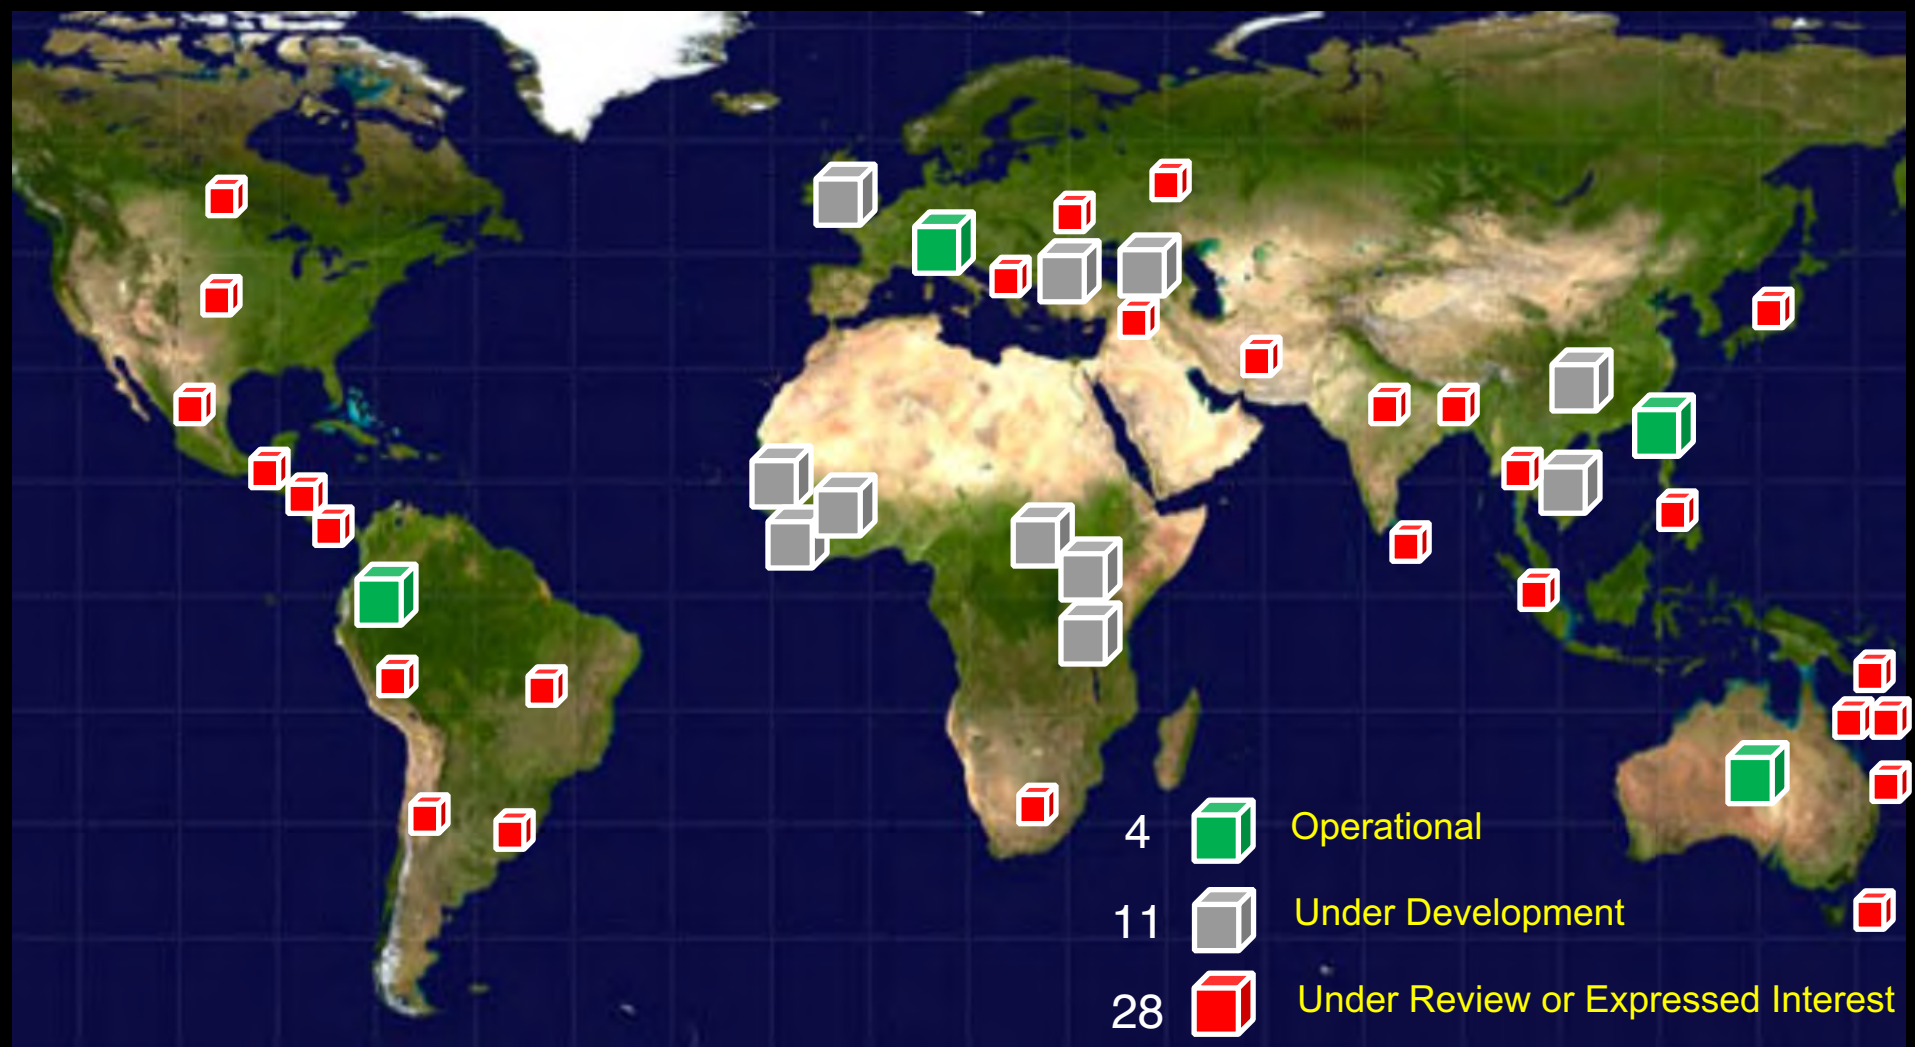 4 Operational
11 Under Development
28 Under Review or Expressed Interest